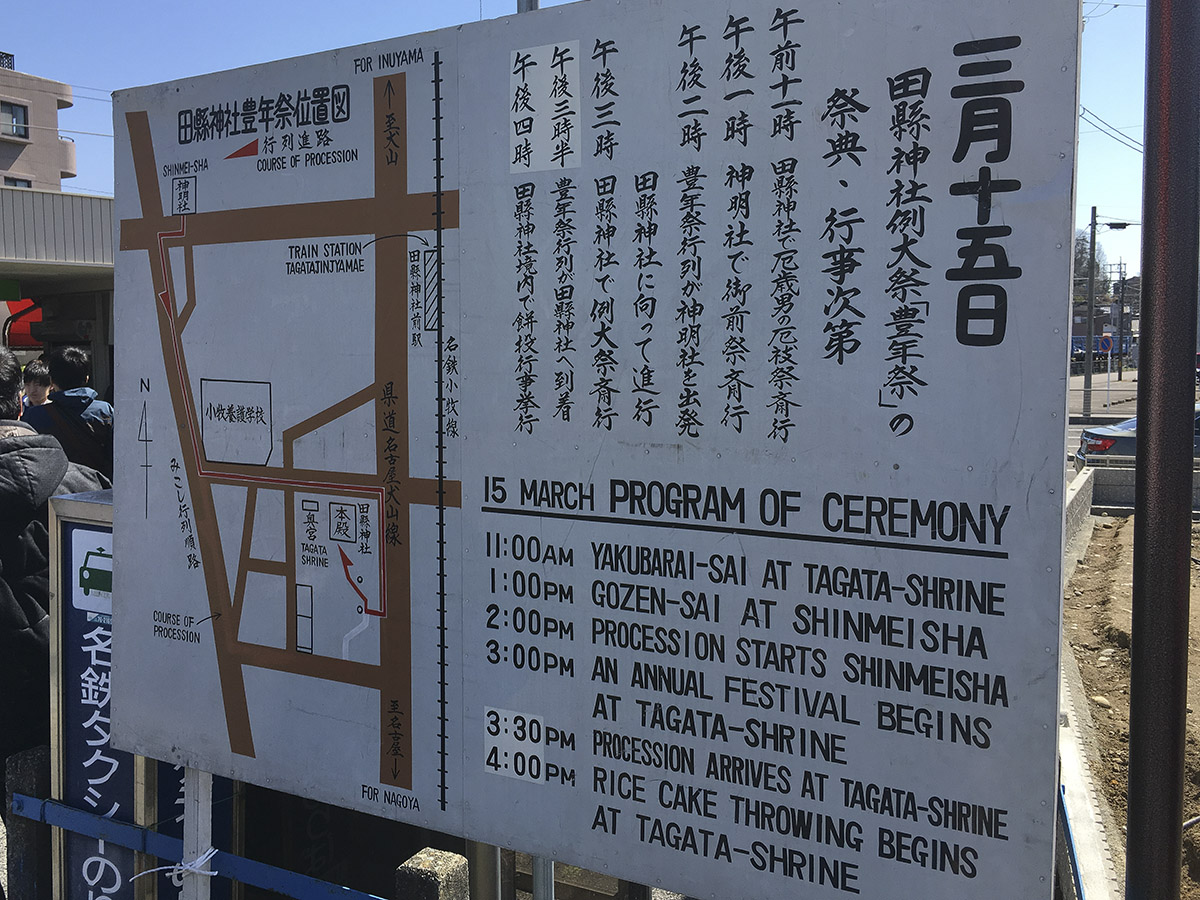 三月十五日
田縣神社例大祭「豊年祭」の
祭典・行事次第
午前十一時 田縣神社で厄歳男の厄祓祭斉行
午後一時 神明社で御前祭斉行
午後二時 豊年祭行列が神明社を出発
田縣神社に向って進行
午後三時 田縣神社で例大祭斉行
午後三時半 豊年祭行列が田縣神社へ到着
午後四時 田縣神社境内で餅投行事挙行
15 MARCH PROGRAM OF CEREMONY
11:00AM YAKUBARAI-SAI AT TAGATA-SHRINE
1:00PM GOZEN-SAI AT SHINMEISHA
2:00PM PROCESSION STARTS SHINMEISHA
3:00PM AN ANNUAL FESTIVAL BEGINS
AT TAGATA-SHRINE
3:30PM PROCESSION ARRIVES AT TAGATA-SHRINE
4:00PM RICE CAKE THROWING BEGINS
AT TAGATA-SHRINE
田縣神社豊年祭位置図
行列進路
COURSE OF PROCESSION
FOR INUYAMA
至犬山
SHINMEI-SHA
神明社
TRAIN STATION
TAGATAJINJYAMAE
田縣神社前駅
名鉄小牧線
県道名古屋犬山線
小牧養護学校
N
みこし行列順路
奥宮
TAGATA
SHRINE
本殿
田縣神社
COURSE OF
PROCESSION
至名古屋
FOR NAGOYA
名鉄タクシーのり